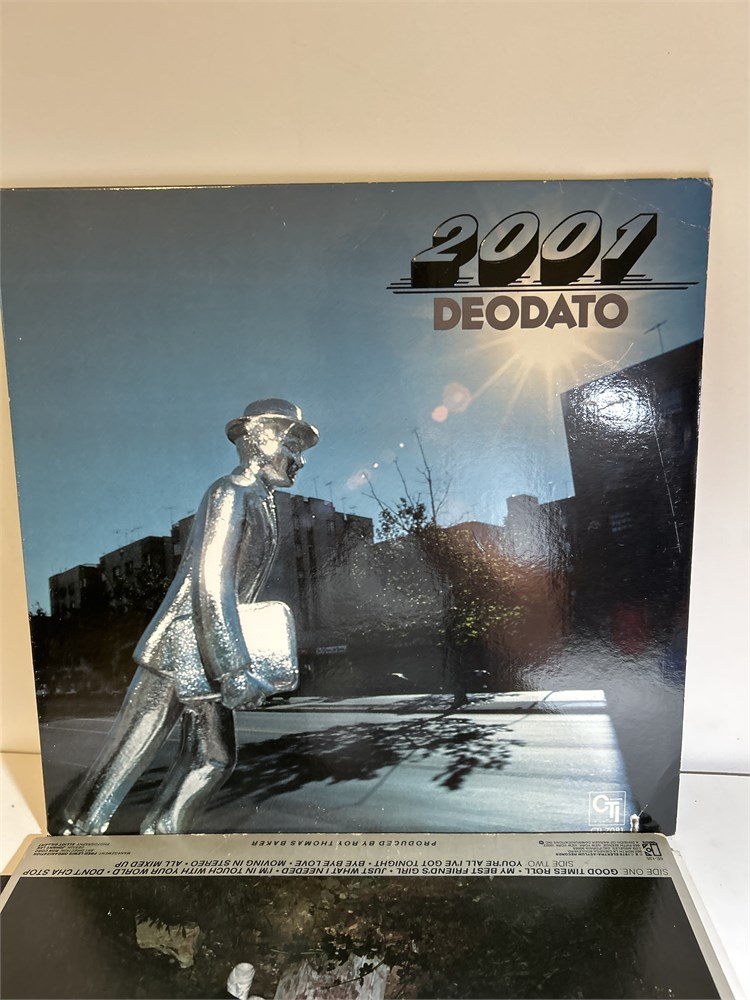 2001
DEODATO
CTI
PRODUCED BY ROY THOMAS BAKER
SIDE ONE GOOD TIMES ROLL • MY BEST FRIEND'S GIRL • JUST WHAT I NEEDED • I'M IN TOUCH WITH YOUR WORLD • DON'T CHA STOP
SIDE TWO YOU'RE ALL I'VE GOT TONIGHT • BYE BYE LOVE • MOVING IN STEREO • ALL MIXED UP